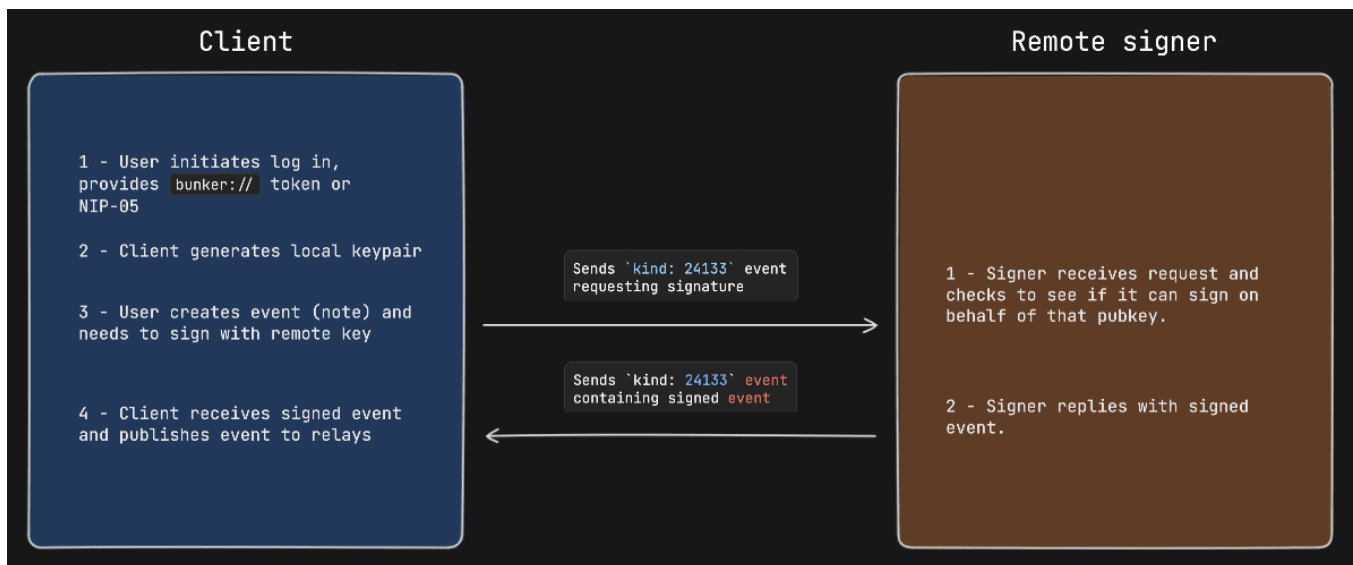 Client
1 - User initiates log in,
provides bunker:// token or
NIP-05
2 - Client generates local keypair
3 - User creates event (note) and
needs to sign with remote key
4 - Client receives signed event
and publishes event to relays
Sends `kind: 24133` event
requesting signature
Sends `kind: 24133` event
containing signed event
Remote signer
1 - Signer receives request and
checks to see if it can sign on
behalf of that pubkey.
2 - Signer replies with signed
event.